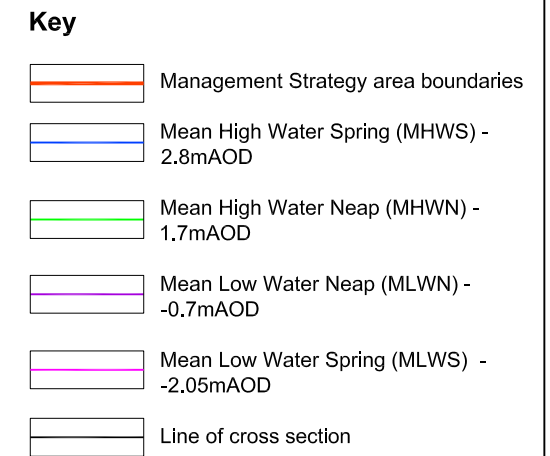 Key
Management Strategy area boundaries
Mean High Water Spring (MHWS) -
2.8mAOD
Mean High Water Neap (MHWN) -
1.7mAOD
Mean Low Water Neap (MLWN) -
-0.7mAOD
Mean Low Water Spring (MLWS) -
-2.05mAOD
Line of cross section